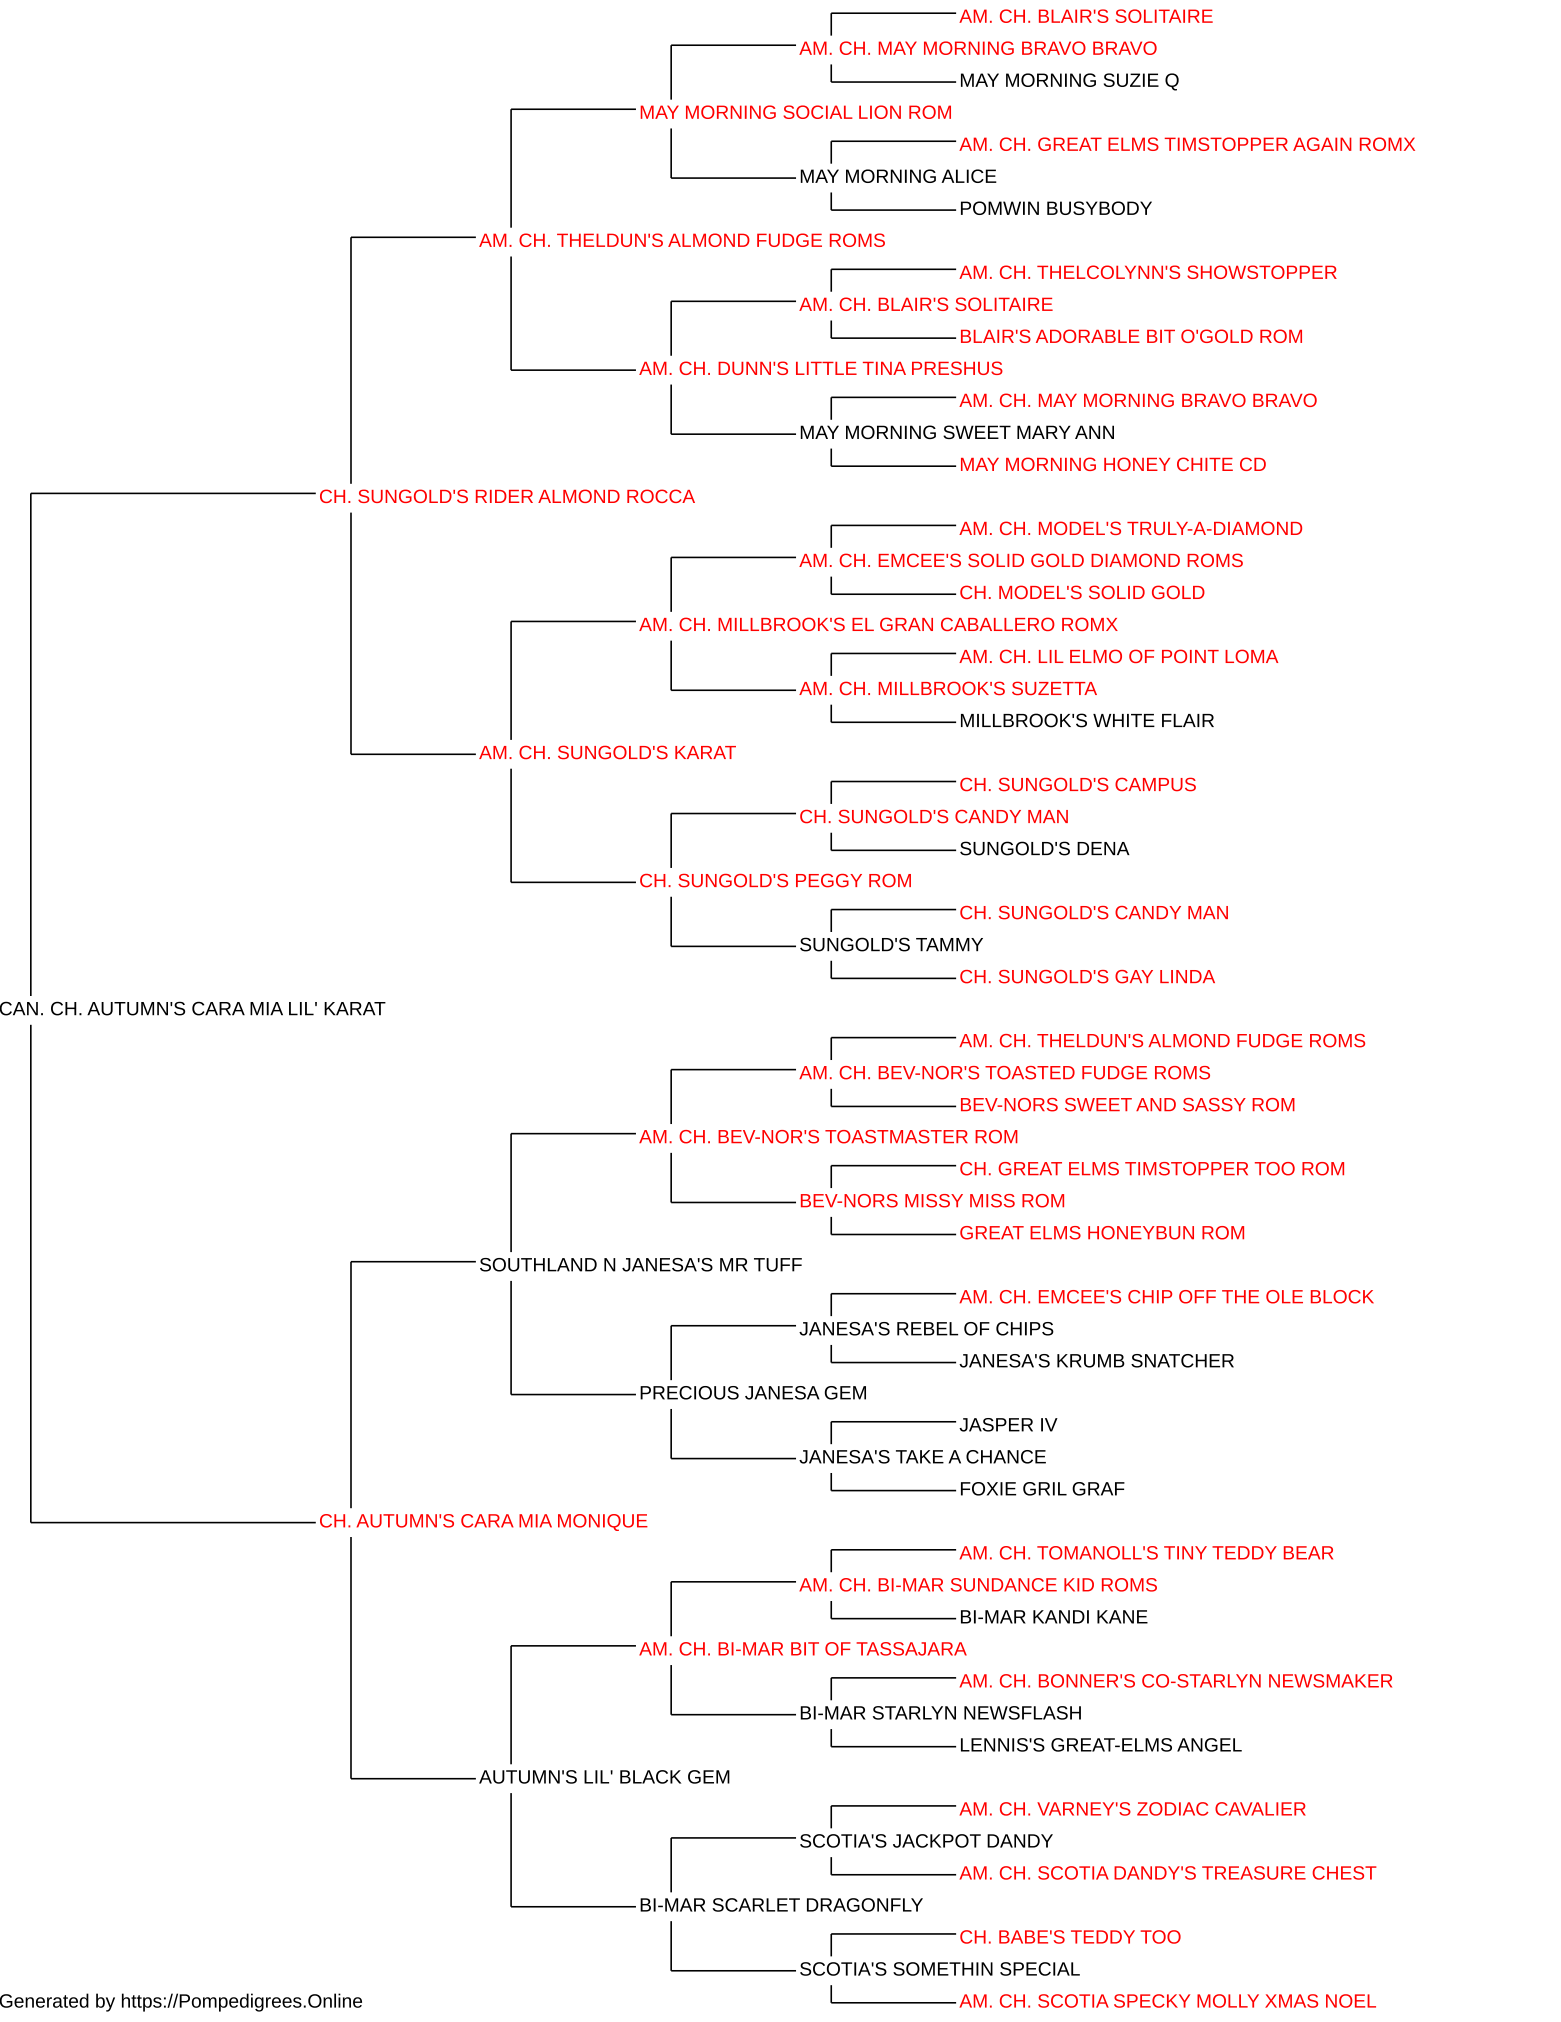 AM. CH. BLAIR'S SOLITAIRE
AM. CH. MAY MORNING BRAVO BRAVO
MAY MORNING SUZIE Q
MAY MORNING SOCIAL LION ROM
AM. CH. GREAT ELMS TIMSTOPPER AGAIN ROMX
MAY MORNING ALICE
POMWIN BUSYBODY
AM. CH. THELDUN'S ALMOND FUDGE ROMS
AM. CH. THELCOLYNN'S SHOWSTOPPER
AM. CH. BLAIR'S SOLITAIRE
BLAIR'S ADORABLE BIT O'GOLD ROM
AM. CH. DUNN'S LITTLE TINA PRESHUS
AM. CH. MAY MORNING BRAVO BRAVO
MAY MORNING SWEET MARY ANN
MAY MORNING HONEY CHITE CD
CH. SUNGOLD'S RIDER ALMOND ROCCA
AM. CH. MODEL'S TRULY-A-DIAMOND
AM. CH. EMCEE'S SOLID GOLD DIAMOND ROMS
CH. MODEL'S SOLID GOLD
AM. CH. MILLBROOK'S EL GRAN CABALLERO ROMX
AM. CH. LIL ELMO OF POINT LOMA
AM. CH. MILLBROOK'S SUZETTA
MILLBROOK'S WHITE FLAIR
AM. CH. SUNGOLD'S KARAT
CH. SUNGOLD'S CAMPUS
CH. SUNGOLD'S CANDY MAN
SUNGOLD'S DENA
CH. SUNGOLD'S PEGGY ROM
CH. SUNGOLD'S CANDY MAN
SUNGOLD'S TAMMY
CH. SUNGOLD'S GAY LINDA
CAN. CH. AUTUMN'S CARA MIA LIL' KARAT
AM. CH. THELDUN'S ALMOND FUDGE ROMS
AM. CH. BEV-NOR'S TOASTED FUDGE ROMS
BEV-NORS SWEET AND SASSY ROM
AM. CH. BEV-NOR'S TOASTMASTER ROM
CH. GREAT ELMS TIMSTOPPER TOO ROM
BEV-NORS MISSY MISS ROM
GREAT ELMS HONEYBUN ROM
SOUTHLAND N JANESA'S MR TUFF
AM. CH. EMCEE'S CHIP OFF THE OLE BLOCK
JANESA'S REBEL OF CHIPS
JANESA'S KRUMB SNATCHER
PRECIOUS JANESA GEM
JASPER IV
JANESA'S TAKE A CHANCE
FOXIE GRIL GRAF
CH. AUTUMN'S CARA MIA MONIQUE
AM. CH. TOMANOLL'S TINY TEDDY BEAR
AM. CH. BI-MAR SUNDANCE KID ROMS
BI-MAR KANDI KANE
AM. CH. BI-MAR BIT OF TASSAJARA
AM. CH. BONNER'S CO-STARLYN NEWSMAKER
BI-MAR STARLYN NEWSFLASH
LENNIS'S GREAT-ELMS ANGEL
AUTUMN'S LIL' BLACK GEM
AM. CH. VARNEY'S ZODIAC CAVALIER
SCOTIA'S JACKPOT DANDY
AM. CH. SCOTIA DANDY'S TREASURE CHEST
BI-MAR SCARLET DRAGONFLY
CH. BABE'S TEDDY TOO
SCOTIA'S SOMETHIN SPECIAL
AM. CH. SCOTIA SPECKY MOLLY XMAS NOEL
Generated by https://Pompedigrees.Online